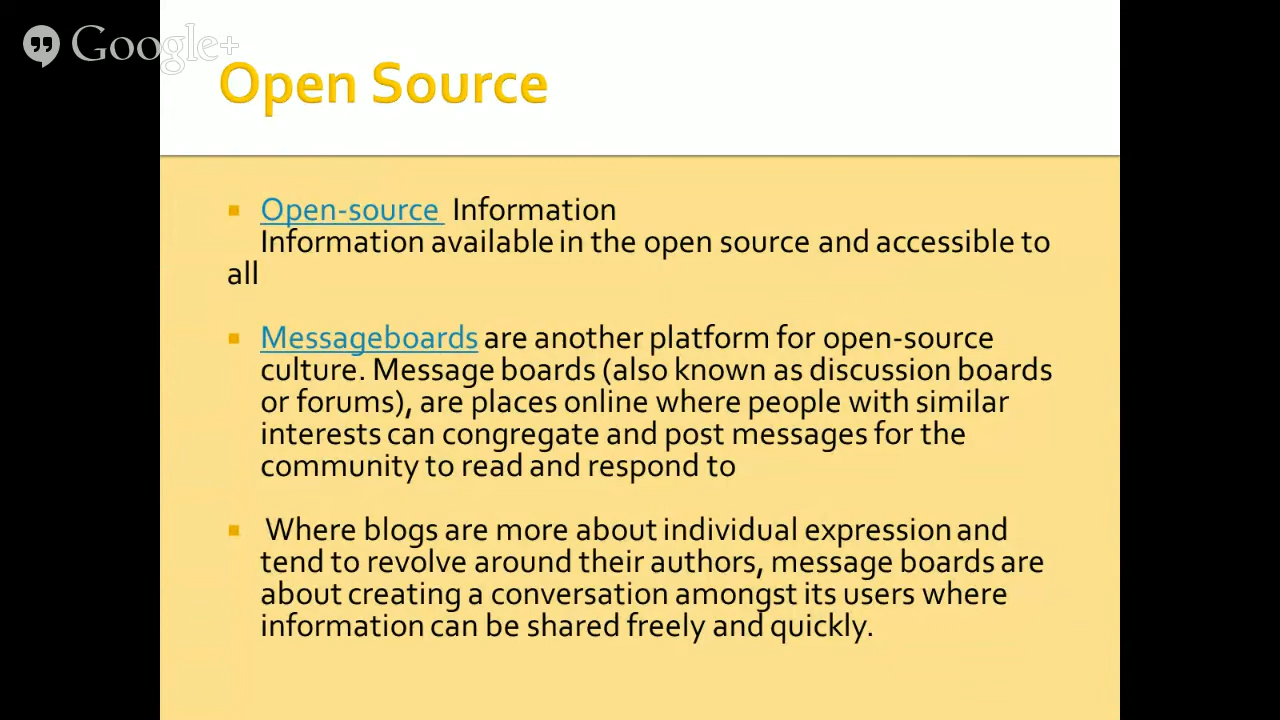 Google+
Open Source
Open-source Information
Information available in the open source and accessible to
all
Messageboards are another platform for open-source
culture. Message boards (also known as discussion boards
or forums), are places online where people with similar
interests can congregate and post messages for the
community to read and respond to
Where blogs are more about individual expression and
tend to revolve around their authors, message boards are
about creating a conversation amongst its users where
information can be shared freely and quickly.